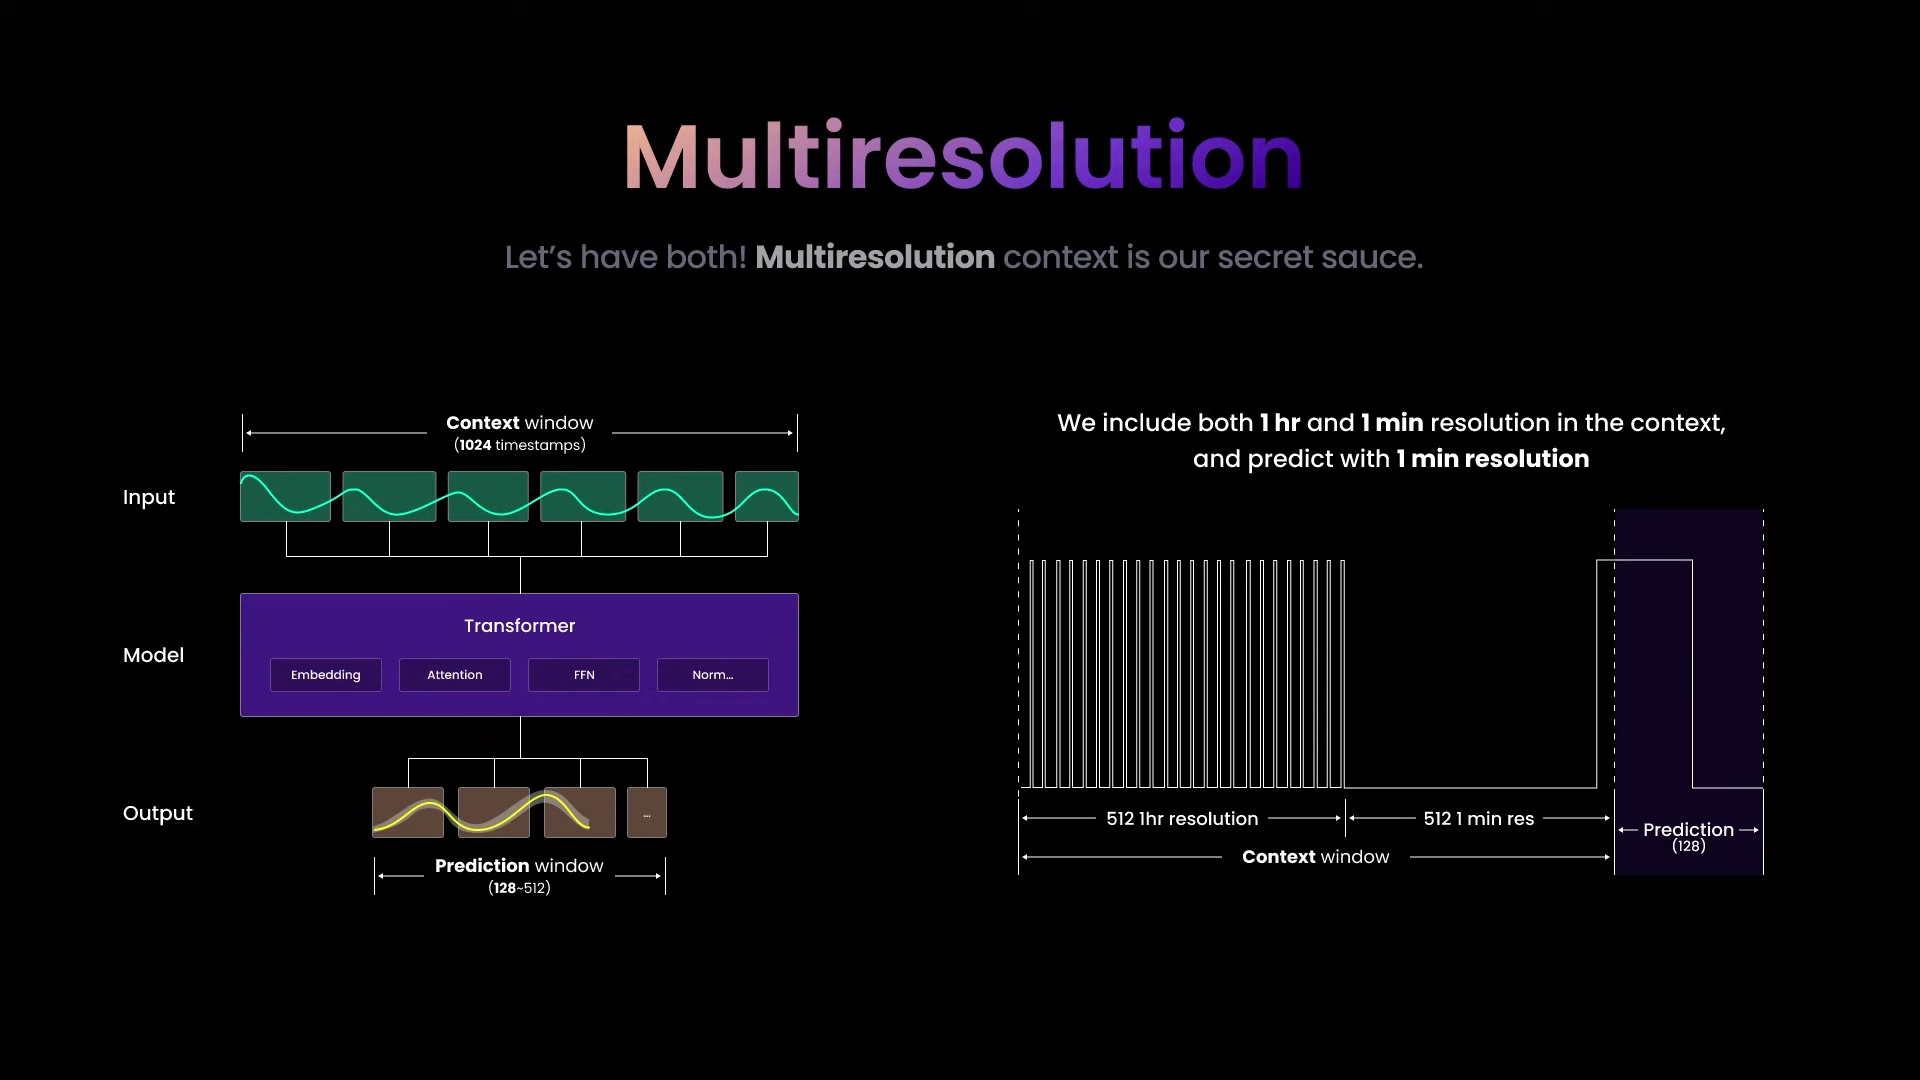 Multiresolution
Let’s have both! Multiresolution context is our secret sauce.
Context window
(1024 timestamps)
Input
Model
Transformer
Embedding
Attention
FFN
Norm...
Output
...
Prediction window
(128~512)
We include both 1 hr and 1 min resolution in the context,
and predict with 1 min resolution
512 1hr resolution
512 1 min res
Context window
Prediction
(128)